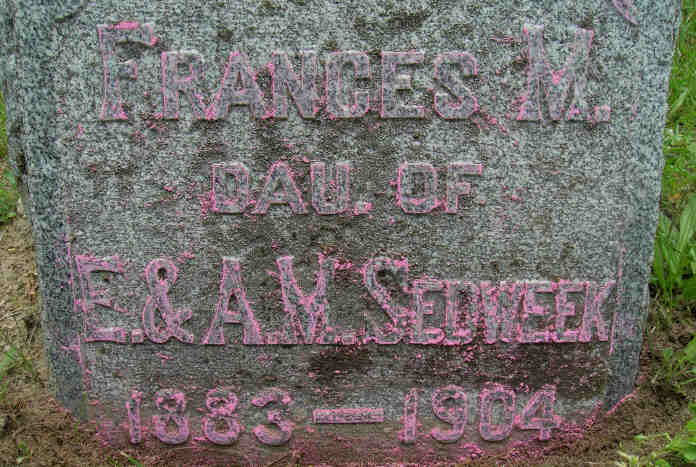 FRANCES M.
DAU. OF
E. & A. M. SEDWEEK
1883 — 1904